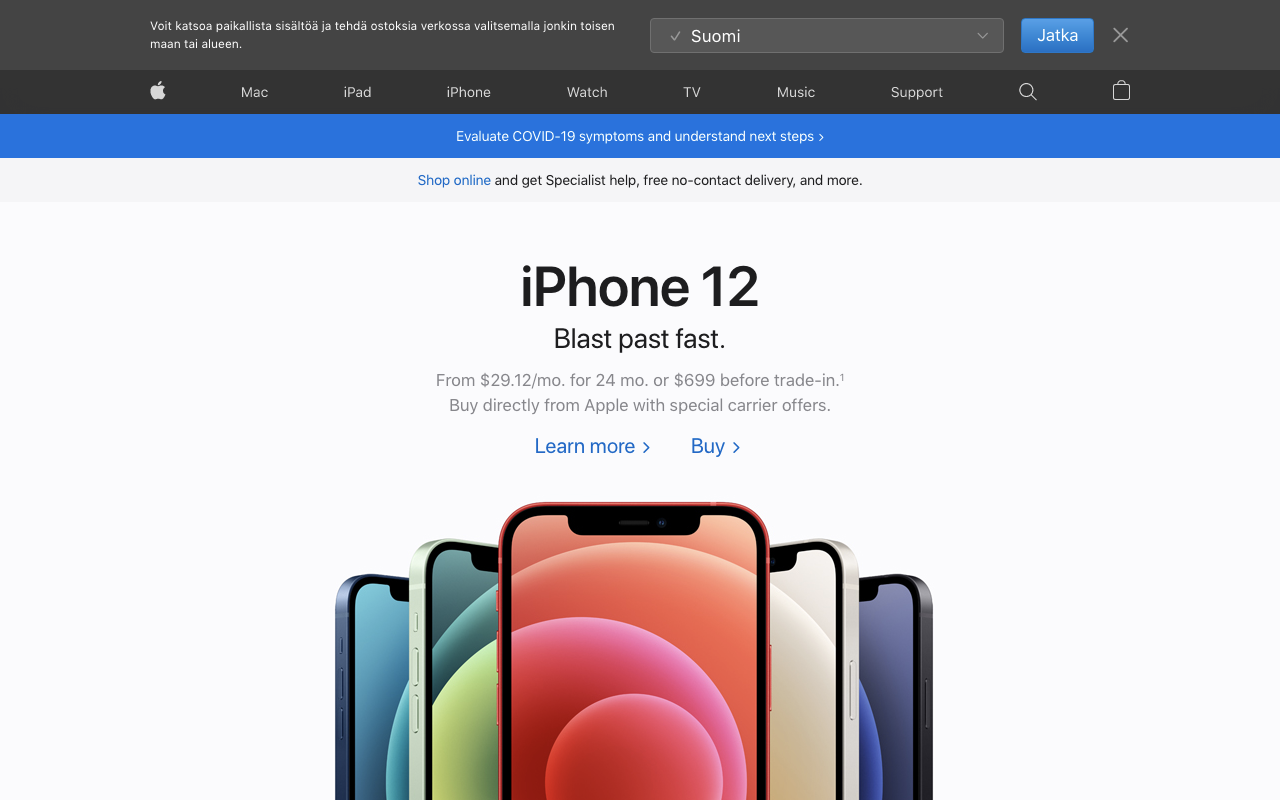 Voit katsoa paikallista sisältöä ja tehdä ostoksia verkossa valitsemalla jonkin toisen
maan tai alueen.
Suomi
Jatka
Mac
iPad
iPhone
Watch
TV
Music
Support
Evaluate COVID-19 symptoms and understand next steps ›
Shop online and get Specialist help, free no-contact delivery, and more.
iPhone 12
Blast past fast.
From $29.12/mo. for 24 mo. or $699 before trade-in.¹
Buy directly from Apple with special carrier offers.
Learn more ›
Buy ›